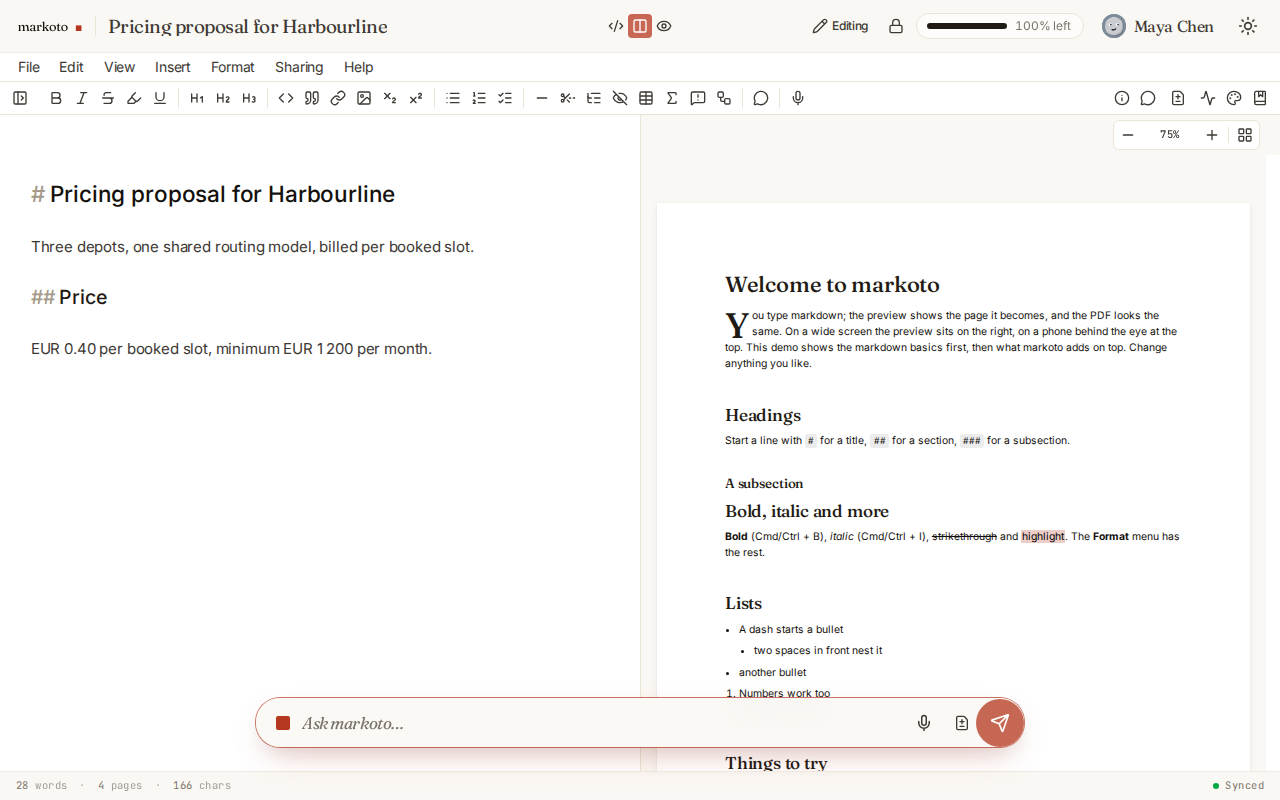 markoto
Pricing proposal for Harbourline
Editing
100% left
Maya Chen
File Edit View Insert Format Sharing Help
H1 H2 H3
75%
# Pricing proposal for Harbourline
Three depots, one shared routing model, billed per booked slot.
## Price
EUR 0.40 per booked slot, minimum EUR 1 200 per month.
Welcome to markoto
You type markdown; the preview shows the page it becomes, and the PDF looks the
same. On a wide screen the preview sits on the right, on a phone behind the eye at the
top. This demo shows the markdown basics first, then what markoto adds on top. Change
anything you like.
Headings
Start a line with # for a title, ## for a section, ### for a subsection.
A subsection
Bold, italic and more
Bold (Cmd/Ctrl + B), italic (Cmd/Ctrl + I), strikethrough and highlight. The Format menu has
the rest.
Lists
• A dash starts a bullet
• two spaces in front nest it
• another bullet
1. Numbers work too
Ask markoto...
Things to try
28 words · 4 pages · 166 chars
Synced